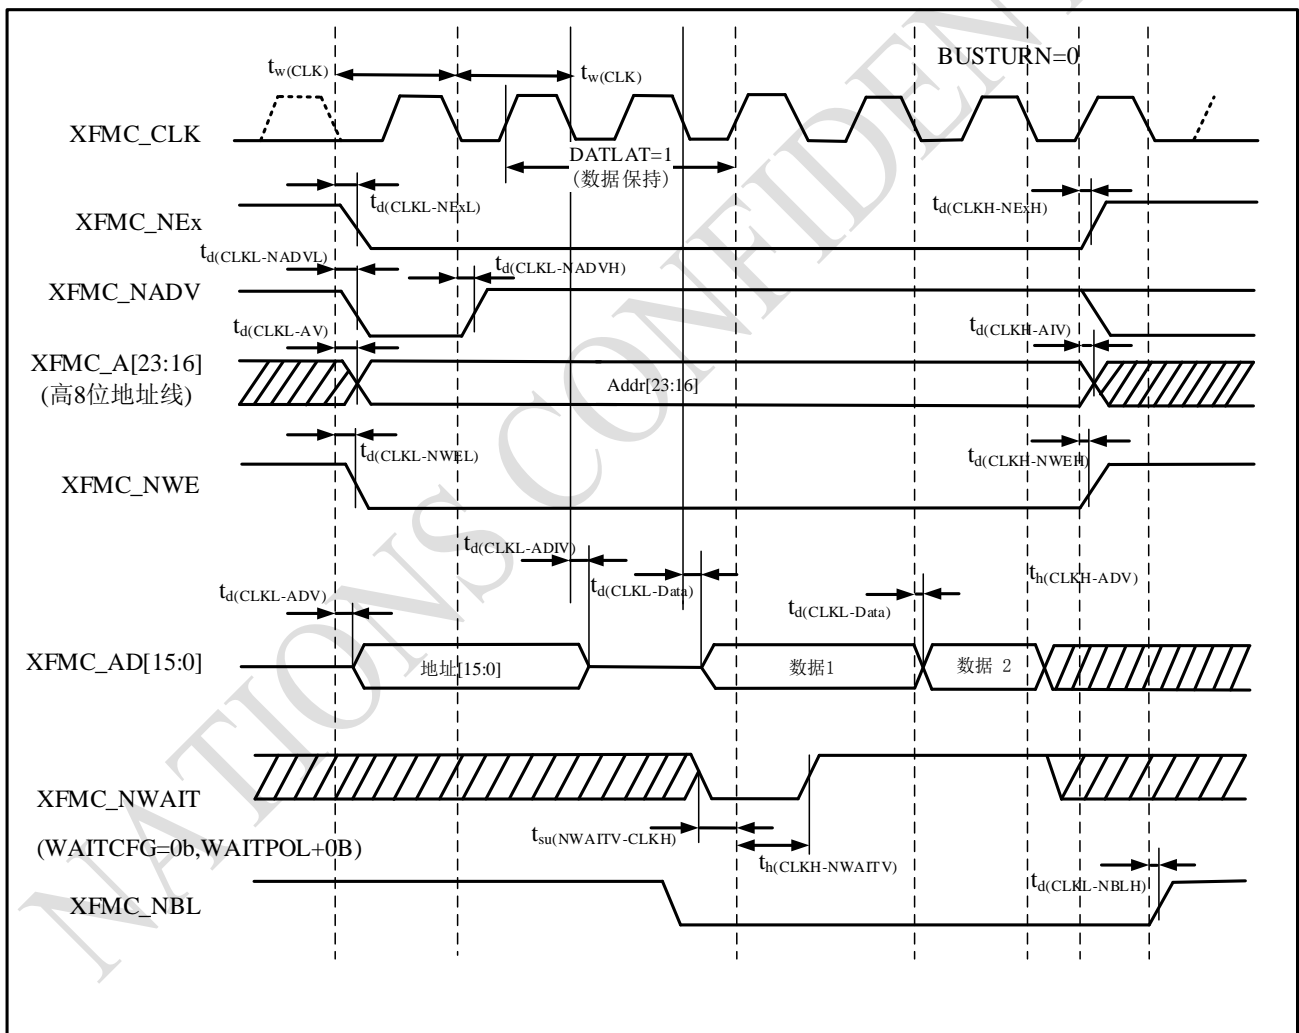 BUSTURN=0
tw(CLK)
tw(CLK)
XFMC_CLK
DATLAT=1
(数据保持)
td(CLKL-NExL)
td(CLKH-NExH)
XFMC_NEx
td(CLKL-NADVL)
td(CLKL-NADVH)
XFMC_NADV
td(CLKL-AV)
td(CLKH-AIV)
XFMC_A[23:16]
(高8位地址线)
Addr[23:16]
td(CLKL-NWEL)
td(CLKH-NWEH)
XFMC_NWE
td(CLKL-ADIV)
td(CLKL-ADV)
td(CLKL-Data)
td(CLKL-Data)
th(CLKH-ADV)
XFMC_AD[15:0]
地址[15:0]
数据1
数据 2
XFMC_NWAIT
(WAITCFG=0b,WAITPOL+0B)
tsu(NWAITV-CLKH)
th(CLKH-NWAITV)
td(CLKL-NBLH)
XFMC_NBL
NATIONS CONFIDEN